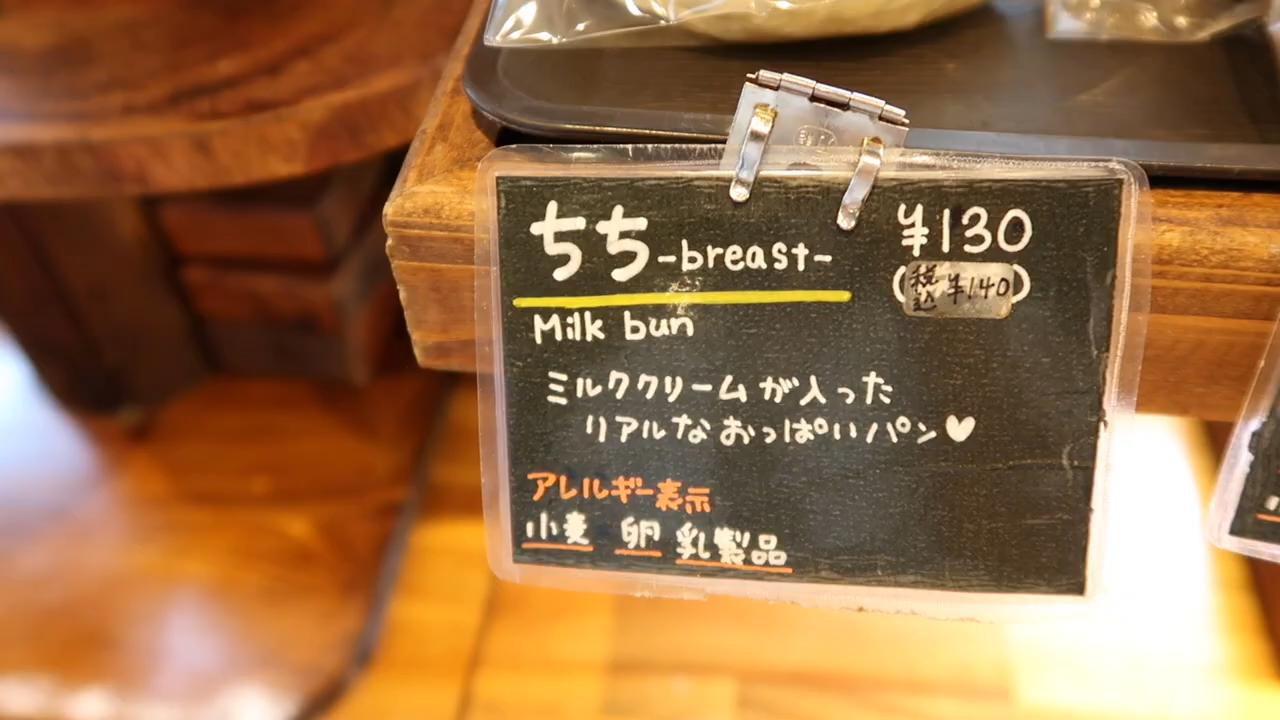 ちち-breast-
¥130
(税込 ¥140)
Milk bun
ミルククリームが入った
リアルなおっぱいパン♥
アレルギー表示
小麦 卵 乳製品